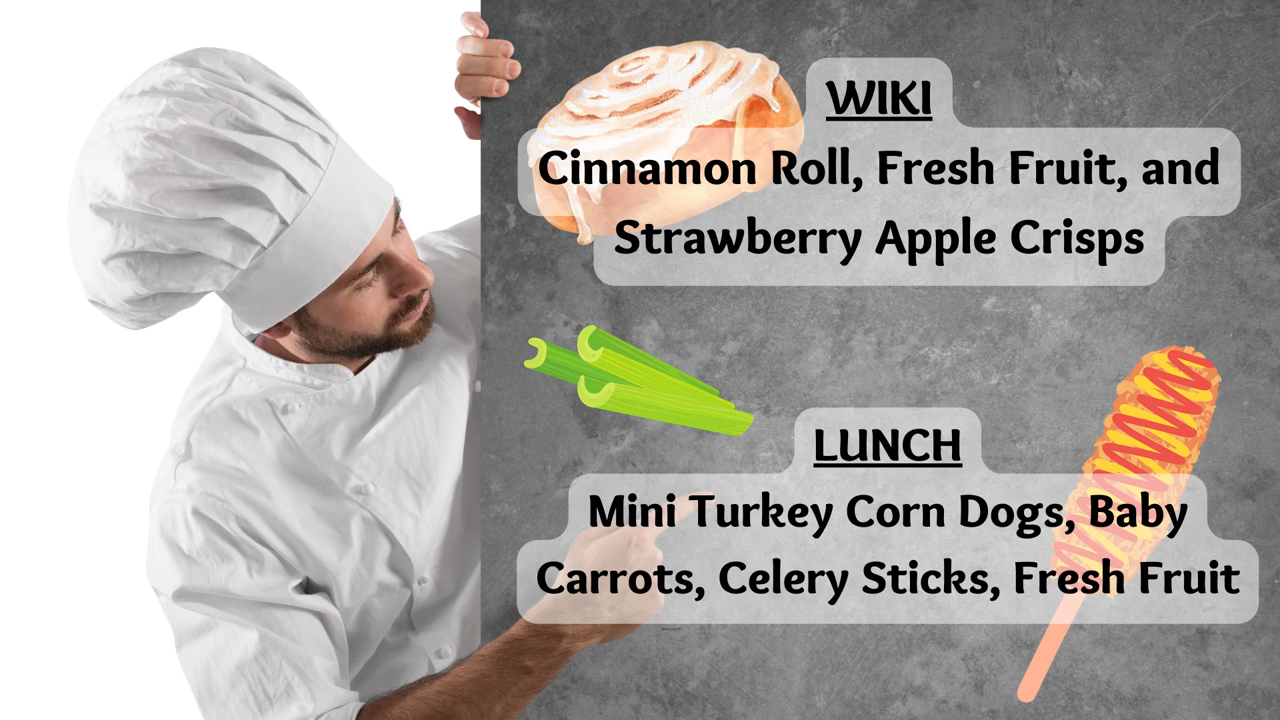 WIKI
Cinnamon Roll, Fresh Fruit, and
Strawberry Apple Crisps
LUNCH
Mini Turkey Corn Dogs, Baby
Carrots, Celery Sticks, Fresh Fruit